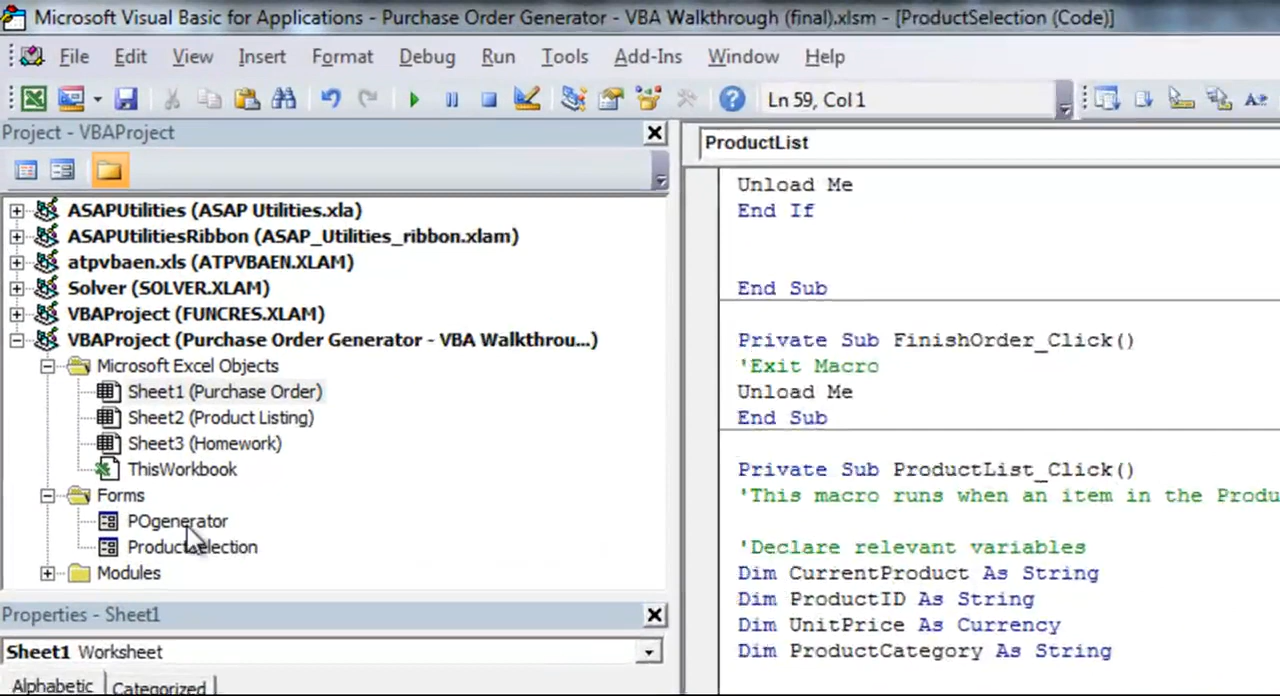 Microsoft Visual Basic for Applications - Purchase Order Generator - VBA Walkthrough (final).xlsm - [ProductSelection (Code)]
File Edit View Insert Format Debug Run Tools Add-Ins Window Help
Ln 59, Col 1
Project - VBAProject
ASAPUtilities (ASAP Utilities.xla)
ASAPUtilitiesRibbon (ASAP_Utilities_ribbon.xlam)
atpvbaen.xls (ATPVBAEN.XLAM)
Solver (SOLVER.XLAM)
VBAProject (FUNCRES.XLAM)
VBAProject (Purchase Order Generator - VBA Walkthrou...)
Microsoft Excel Objects
Sheet1 (Purchase Order)
Sheet2 (Product Listing)
Sheet3 (Homework)
ThisWorkbook
Forms
POgenerator
ProductSelection
Modules
Properties - Sheet1
Sheet1 Worksheet
Alphabetic Categorized
ProductList
Unload Me
End If
End Sub
Private Sub FinishOrder_Click()
'Exit Macro
Unload Me
End Sub
Private Sub ProductList_Click()
'This macro runs when an item in the Produ
'Declare relevant variables
Dim CurrentProduct As String
Dim ProductID As String
Dim UnitPrice As Currency
Dim ProductCategory As String